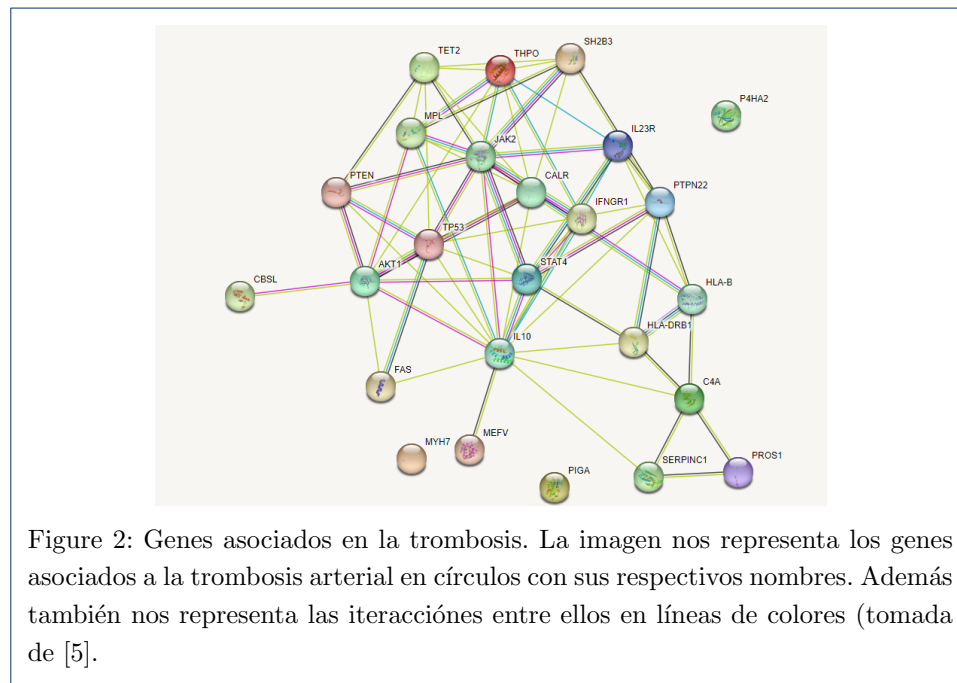 SH2B3
TET2
THPO
P4HA2
MPL
IL23R
JAK2
PTEN
CALR
PTPN22
IFNGR1
TP53
AKT1
STAT4
CBSL
HLA-B
HLA-DRB1
IL10
FAS
C4A
MYH7
MEFV
PIGA
SERPINC1
PROS1
Figure 2: Genes asociados en la trombosis. La imagen nos representa los genes
asociados a la trombosis arterial en círculos con sus respectivos nombres. Además
también nos representa las iteracciónes entre ellos en líneas de colores (tomada
de [5].